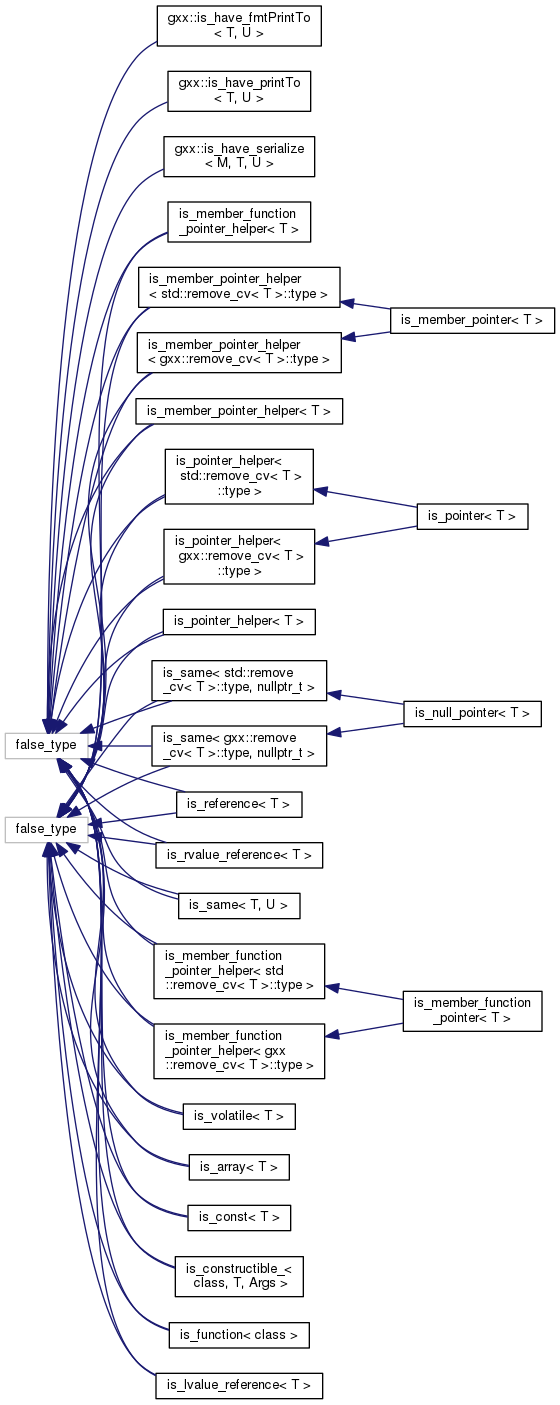 gxx::is_have_fmtPrintTo
< T, U >
gxx::is_have_printTo
< T, U >
gxx::is_have_serialize
< M, T, U >
is_member_function
_pointer_helper< T >
is_member_pointer_helper
< std::remove_cv< T >::type >
is_member_pointer< T >
is_member_pointer_helper
< gxx::remove_cv< T >::type >
is_member_pointer_helper< T >
is_pointer_helper<
std::remove_cv< T >
::type >
is_pointer< T >
is_pointer_helper<
gxx::remove_cv< T >
::type >
is_pointer_helper< T >
is_same< std::remove
_cv< T >::type, nullptr_t >
is_null_pointer< T >
false_type
is_same< gxx::remove
_cv< T >::type, nullptr_t >
is_reference< T >
false_type
is_rvalue_reference< T >
is_same< T, U >
is_member_function
_pointer_helper< std
::remove_cv< T >::type >
is_member_function
_pointer< T >
is_member_function
_pointer_helper< gxx
::remove_cv< T >::type >
is_volatile< T >
is_array< T >
is_const< T >
is_constructible_<
class, T, Args >
is_function< class >
is_lvalue_reference< T >